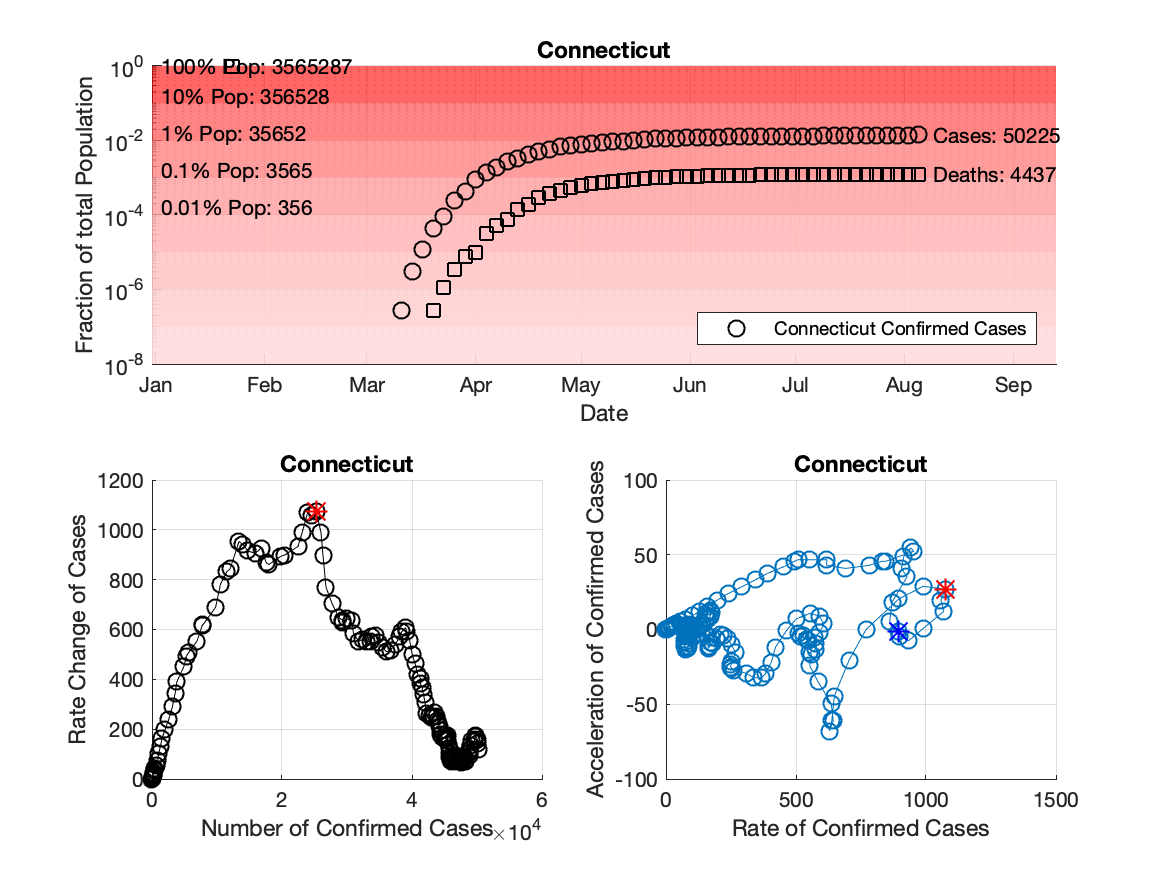 Connecticut
Fraction of total Population
10^0
10^-2
10^-4
10^-6
10^-8
100% Pop: 3565287
10% Pop: 356528
1% Pop: 35652
0.1% Pop: 3565
0.01% Pop: 356
Cases: 50225
Deaths: 4437
Connecticut Confirmed Cases
Jan Feb Mar Apr May Jun Jul Aug Sep
Date
Connecticut
Rate Change of Cases
1200
1000
800
600
400
200
0
0 2 4 6
Number of Confirmed Cases ×10^4
Connecticut
Acceleration of Confirmed Cases
100
50
0
-50
-100
0 500 1000 1500
Rate of Confirmed Cases